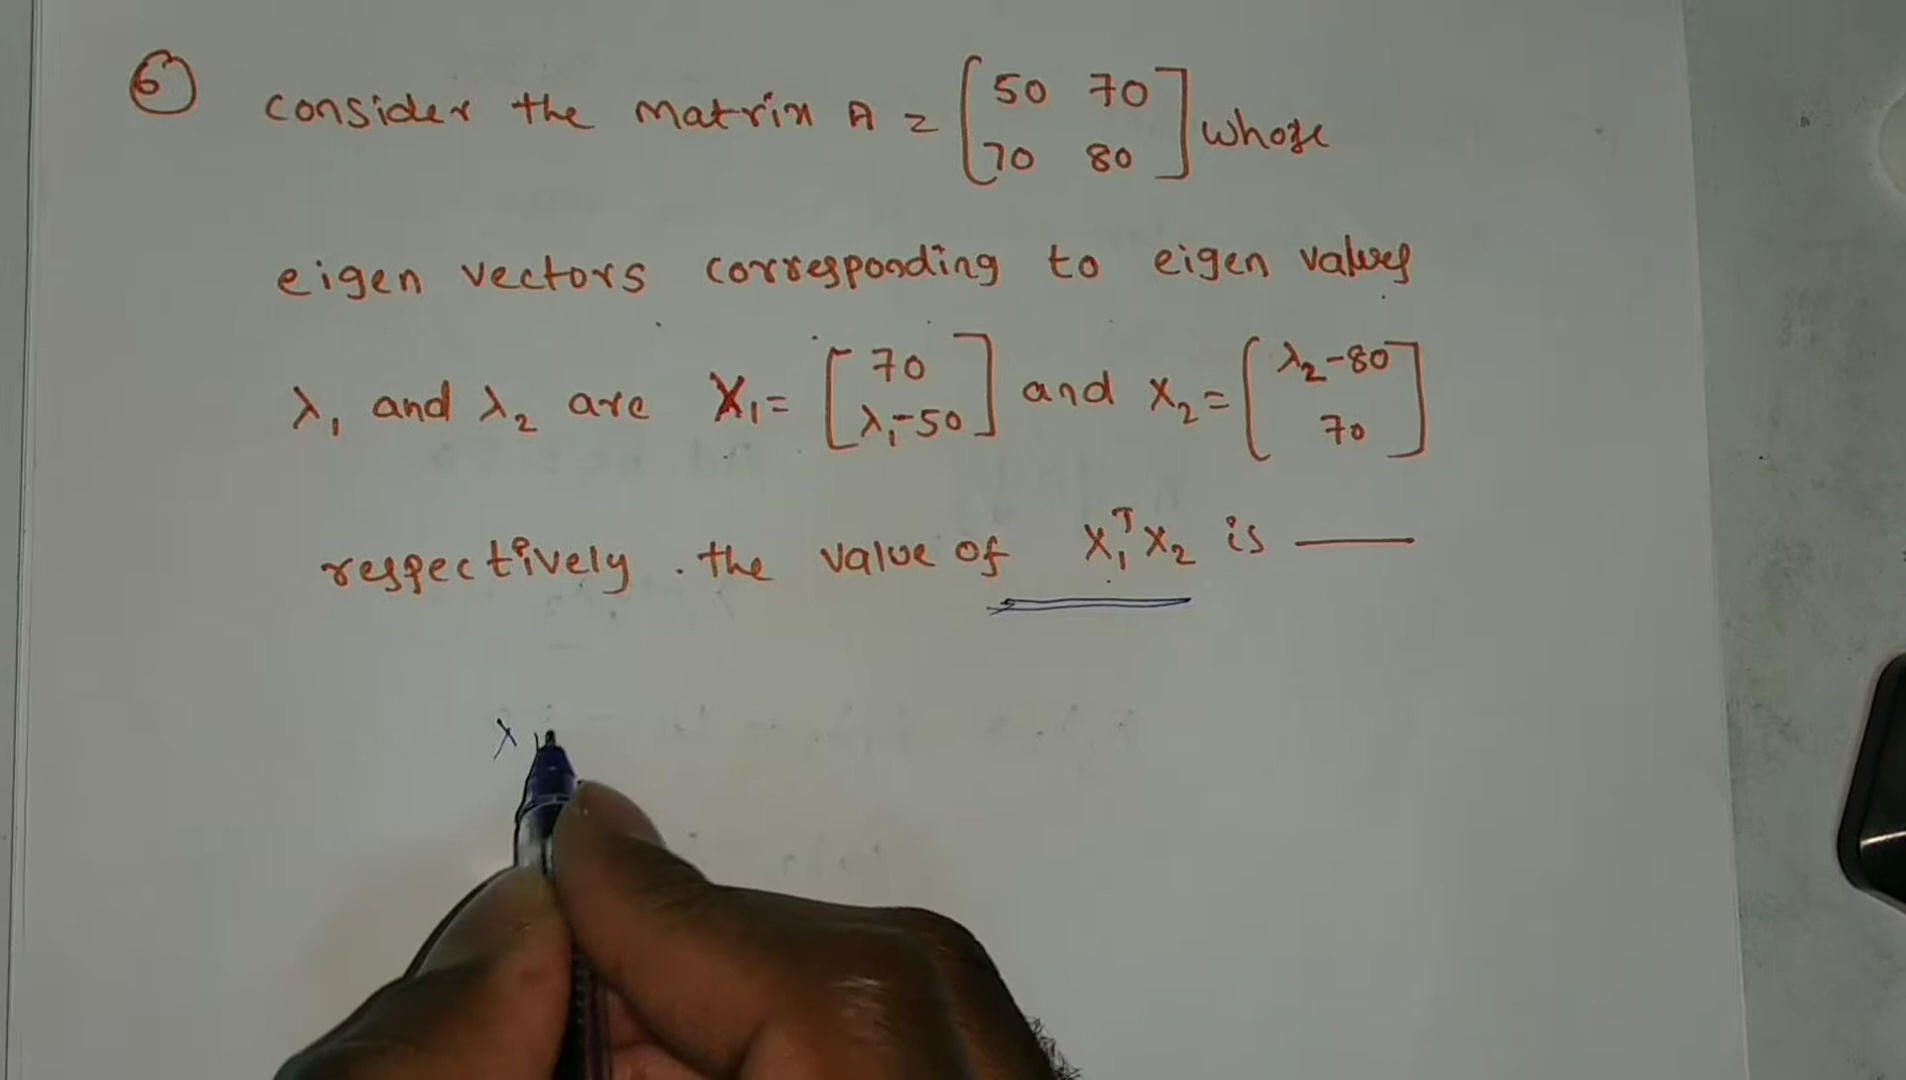 6 consider the matrix A = [50 70
70 80] whose
eigen vectors corresponding to eigen values
λ₁ and λ₂ are X₁ = [70
λ₁-50] and X₂ = [λ₂-80
70]
respectively. the value of X₁ᵀX₂ is ___
X